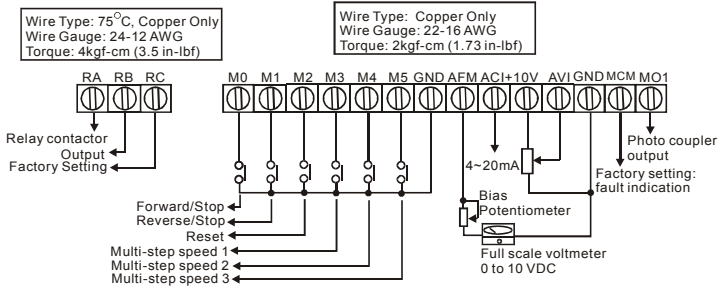 Wire Type: 75°C, Copper Only
Wire Gauge: 24-12 AWG
Torque: 4kgf-cm (3.5 in-lbf)
Wire Type: Copper Only
Wire Gauge: 22-16 AWG
Torque: 2kgf-cm (1.73 in-lbf)
RA RB RC
M0 M1 M2 M3 M4 M5 GND AFM ACI +10V AVI GND MCM MO1
Relay contactor
Output
Factory Setting
4~20mA
Photo coupler
output
Factory setting:
fault indication
Bias
Potentiometer
Forward/Stop
Reverse/Stop
Reset
Multi-step speed 1
Multi-step speed 2
Multi-step speed 3
Full scale voltmeter
0 to 10 VDC